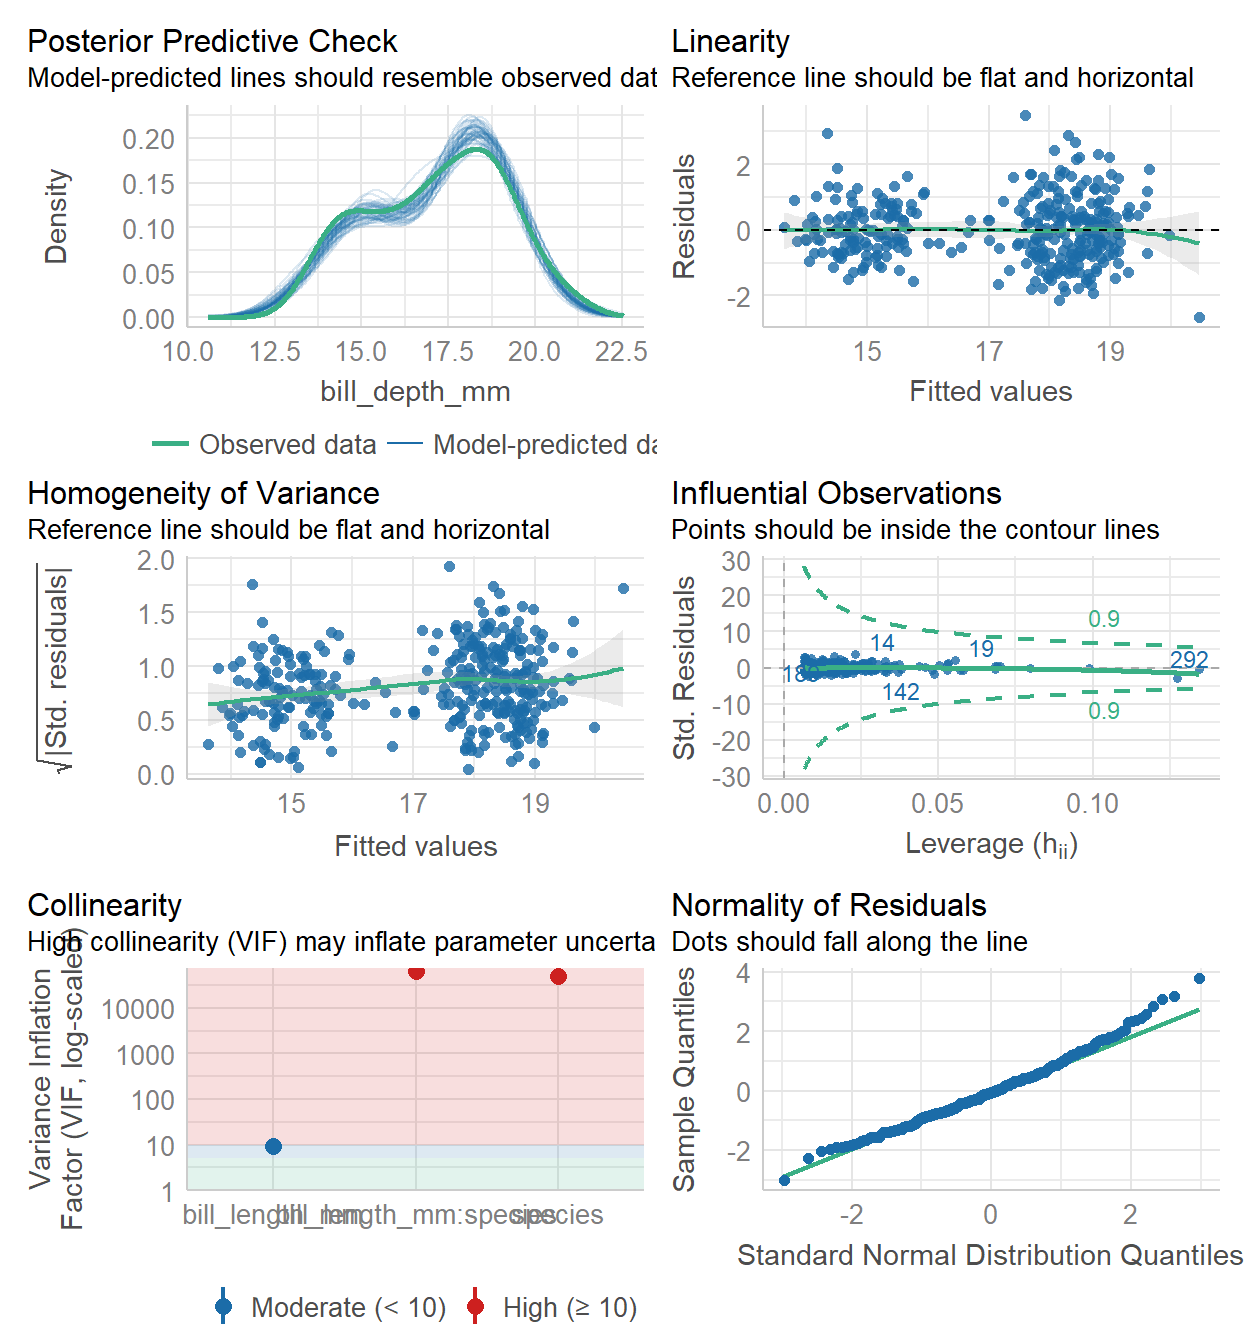 Posterior Predictive Check
Model-predicted lines should resemble observed dat
Density
0.20
0.15
0.10
0.05
0.00
10.0 12.5 15.0 17.5 20.0 22.5
bill_depth_mm
Observed data Model-predicted da
Linearity
Reference line should be flat and horizontal
Residuals
2
0
-2
15 17 19
Fitted values
Homogeneity of Variance
Reference line should be flat and horizontal
√|Std. residuals|
2.0
1.5
1.0
0.5
0.0
15 17 19
Fitted values
Influential Observations
Points should be inside the contour lines
Std. Residuals
30
20
10
0
-10
-20
-30
0.9
14
19
292
142
0.9
0.00 0.05 0.10
Leverage (hii)
Collinearity
High collinearity (VIF) may inflate parameter uncerta
Variance Inflation
Factor (VIF, log-scaled)
10000
1000
100
10
1
bill_length_mm bill_length_mm:species species
Moderate (< 10) High (≥ 10)
Normality of Residuals
Dots should fall along the line
Sample Quantiles
4
2
0
-2
-2 0 2
Standard Normal Distribution Quantiles